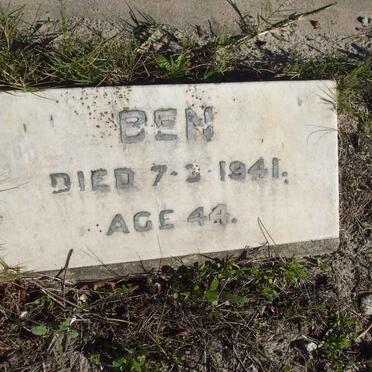 BEN
DIED 7-3-1941.
AGE 44.